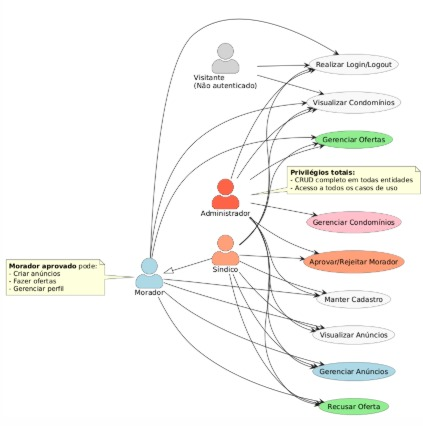 Visitante
(Não autenticado)
Realizar Login/Logout
Visualizar Condomínios
Gerenciar Ofertas
Privilégios totais:
- CRUD completo em todas entidades
- Acesso a todos os casos de uso
Administrador
Gerenciar Condomínios
Síndico
Aprovar/Rejeitar Morador
Morador aprovado pode:
- Criar anúncios
- Fazer ofertas
- Gerenciar perfil
Morador
Manter Cadastro
Visualizar Anúncios
Gerenciar Anúncios
Recusar Oferta